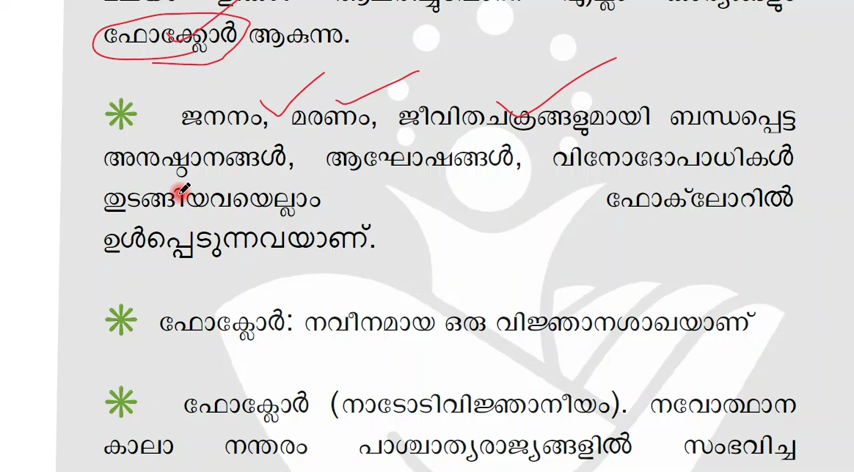 ഫോക്ലോർ ആകുന്നു.
ജനനം, മരണം, ജീവിതചക്രങ്ങളുമായി ബന്ധപ്പെട്ട
അനുഷ്ഠാനങ്ങൾ, ആഘോഷങ്ങൾ, വിനോദോപാധികൾ
തുടങ്ങിയവയെല്ലാം ഫോക്‌ലോറിൽ
ഉൾപ്പെടുന്നവയാണ്.
ഫോക്ലോർ: നവീനമായ ഒരു വിജ്ഞാനശാഖയാണ്
ഫോക്ലോർ (നാടോടിവിജ്ഞാനീയം). നവോത്ഥാന
കാലാ നന്തരം പാശ്ചാത്യരാജ്യങ്ങളിൽ സംഭവിച്ച